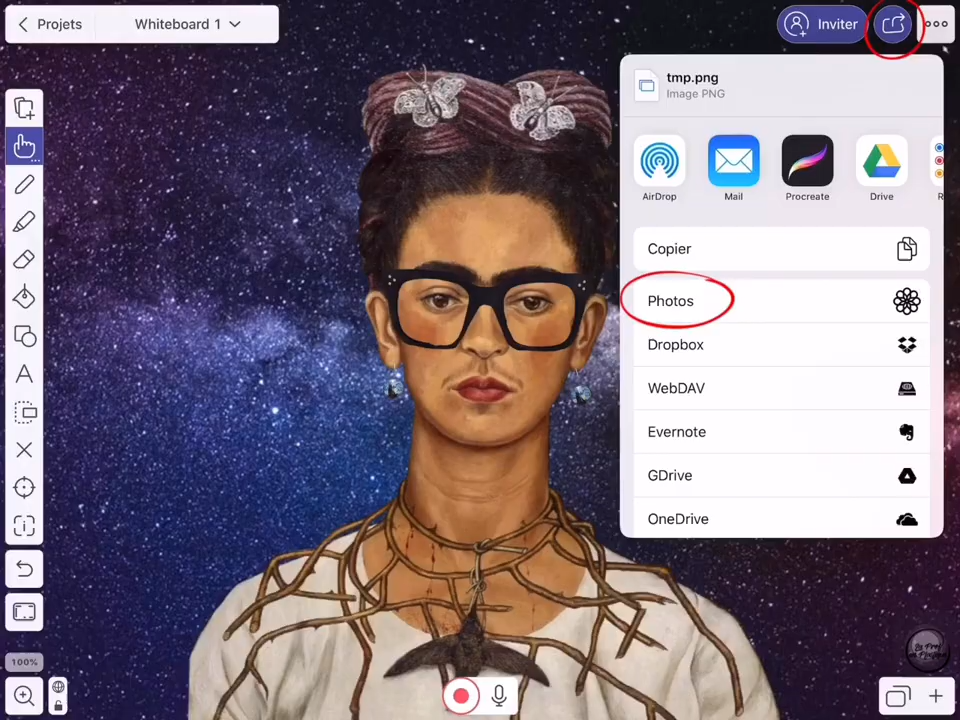 Projets
Whiteboard 1
Inviter
tmp.png
Image PNG
AirDrop
Mail
Procreate
Drive
R
Copier
Photos
Dropbox
WebDAV
Evernote
GDrive
OneDrive
A
100%